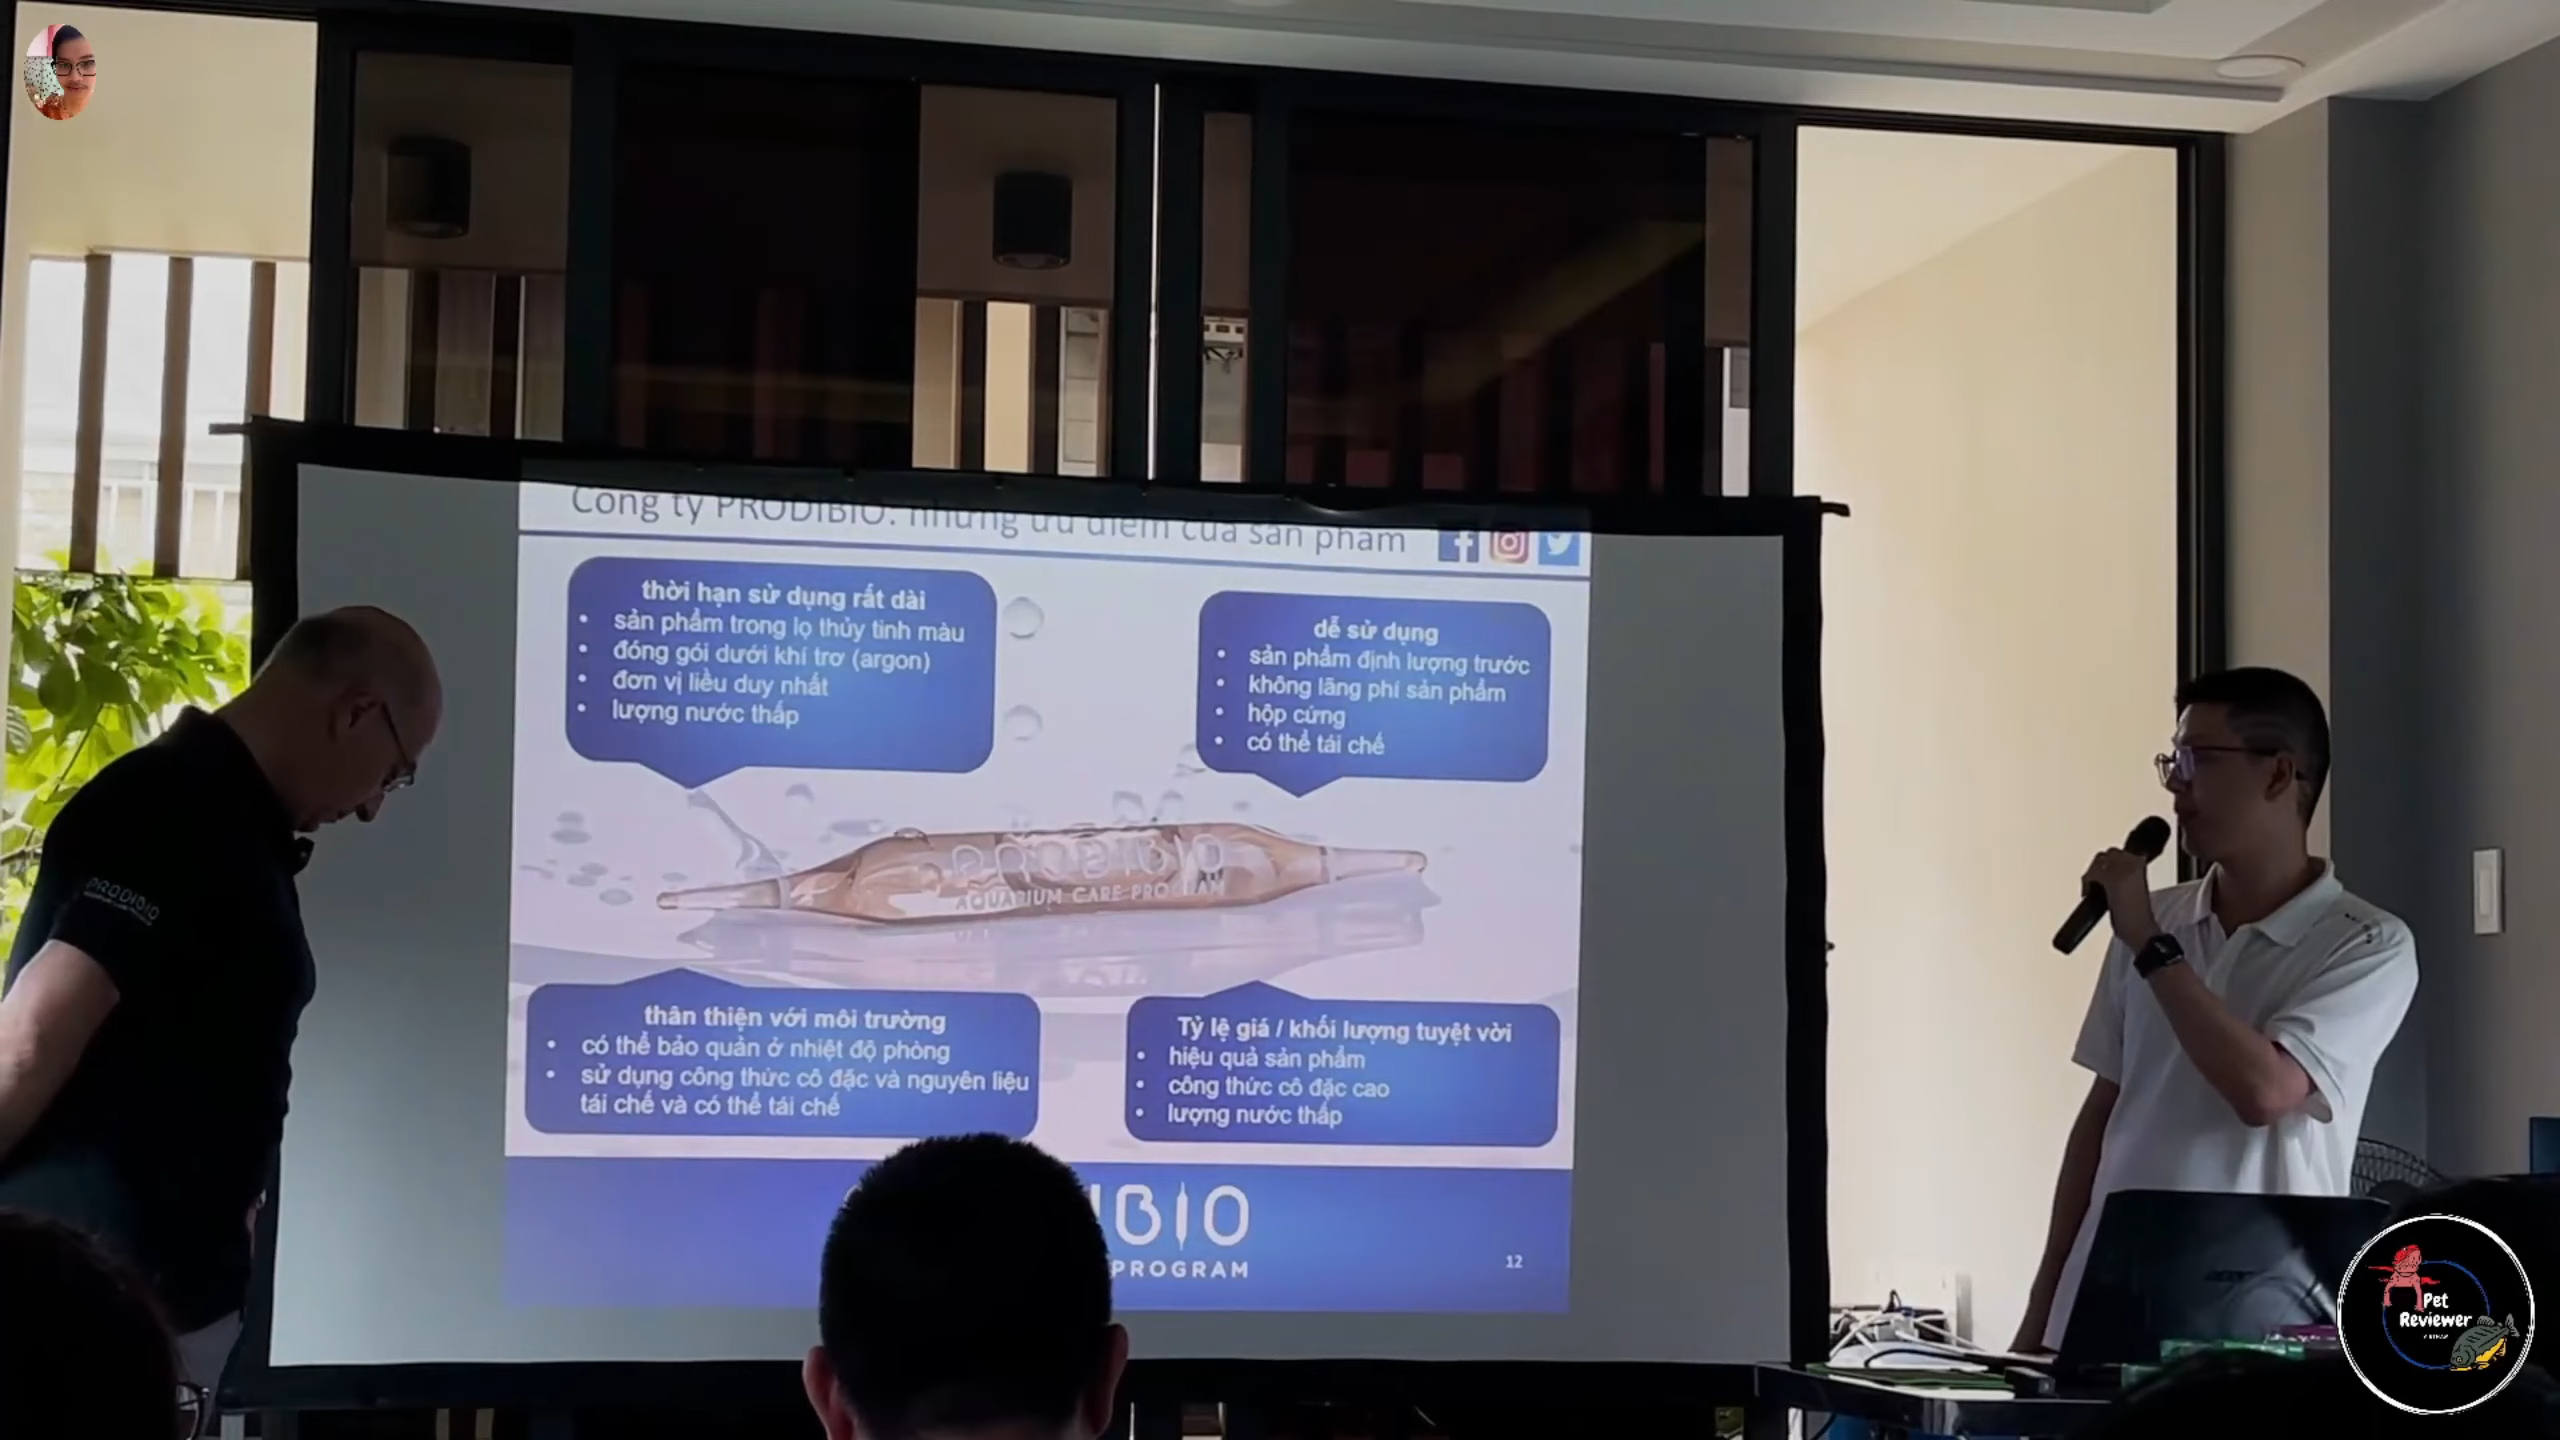 Công ty PRODIBIO: những ưu điểm của sản phẩm
thời hạn sử dụng rất dài
• sản phẩm trong lọ thủy tinh màu
• đóng gói dưới khí trơ (argon)
• đơn vị liều duy nhất
• lượng nước thấp
dễ sử dụng
• sản phẩm định lượng trước
• không lãng phí sản phẩm
• hộp cứng
• có thể tái chế
PRODIBIO
AQUARIUM CARE PROGRAM
PRODIBIO
thân thiện với môi trường
• có thể bảo quản ở nhiệt độ phòng
• sử dụng công thức cô đặc và nguyên liệu
tái chế và có thể tái chế
Tỷ lệ giá / khối lượng tuyệt vời
• hiệu quả sản phẩm
• công thức cô đặc cao
• lượng nước thấp
IBIO
PROGRAM
12
Pet
Reviewer